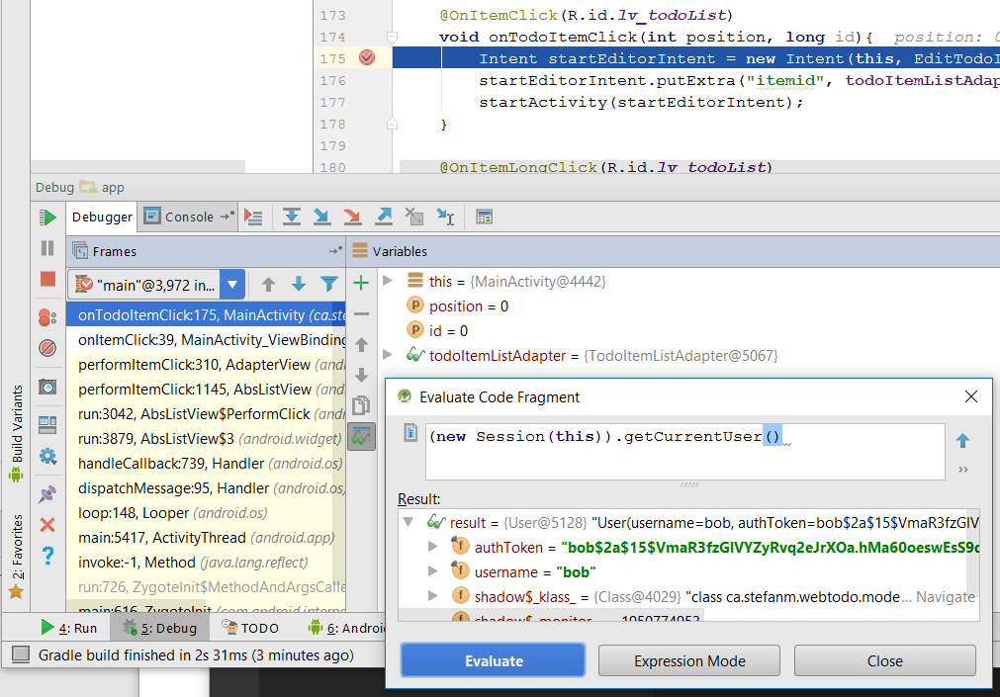 173 @OnItemClick(R.id.lv_todoList)
174 void onTodoItemClick(int position, long id){ position: 0
175 Intent startEditorIntent = new Intent(this, EditTodoI
176 startEditorIntent.putExtra("itemid", todoItemListAdap
177 startActivity(startEditorIntent);
178 }
179
180 @OnItemLongClick(R.id.lv_todoList)
Debug app
Debugger Console
Frames
Variables
"main"@3,972 in...
onTodoItemClick:175, MainActivity (ca.ste
onItemClick:39, MainActivity_ViewBinding
performItemClick:310, AdapterView (and
performItemClick:1145, AbsListView (and
run:3042, AbsListView$PerformClick (and
run:3879, AbsListView$3 (android.widget)
handleCallback:739, Handler (android.os)
dispatchMessage:95, Handler (android.os)
loop:148, Looper (android.os)
main:5417, ActivityThread (android.app)
invoke:-1, Method (java.lang.reflect)
run:726, ZygoteInit$MethodAndArgsCalle
main:616, ZygoteInit (com.android.intern
this = {MainActivity@4442}
position = 0
id = 0
todoItemListAdapter = {TodoItemListAdapter@5067}
Evaluate Code Fragment
(new Session(this)).getCurrentUser()
Result:
result = {User@5128} "User(username=bob, authToken=bob$2a$15$VmaR3fzGlV
authToken = "bob$2a$15$VmaR3fzGlVYZyRvq2eJrXOa.hMa60oeswEsS9c
username = "bob"
shadow$_klass_ = {Class@4029} "class ca.stefanm.webtodo.mode... Navigate
shadow$_monitor_ = -1950774952
Evaluate Expression Mode Close
Build Variants
2: Favorites
4: Run 5: Debug TODO 6: Androi
Gradle build finished in 2s 31ms (3 minutes ago)